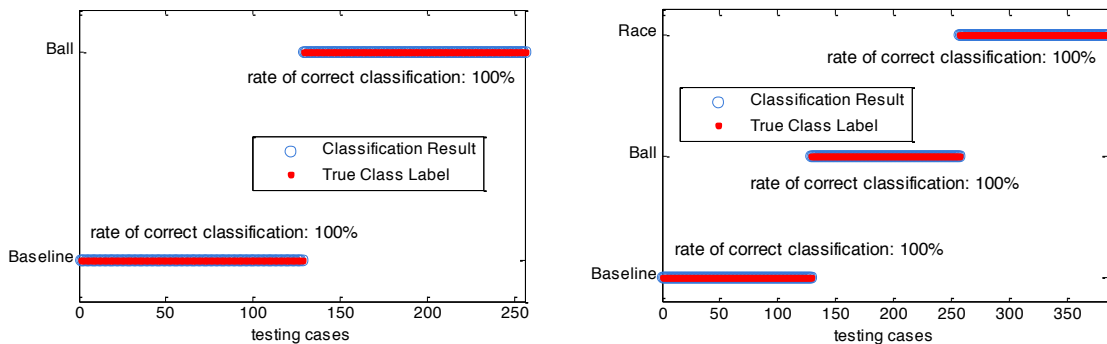 Ball
rate of correct classification: 100%
Classification Result
True Class Label
rate of correct classification: 100%
Baseline
0 50 100 150 200 250
testing cases
Race
rate of correct classification: 100%
Classification Result
True Class Label
Ball
rate of correct classification: 100%
rate of correct classification: 100%
Baseline
0 50 100 150 200 250 300 350
testing cases